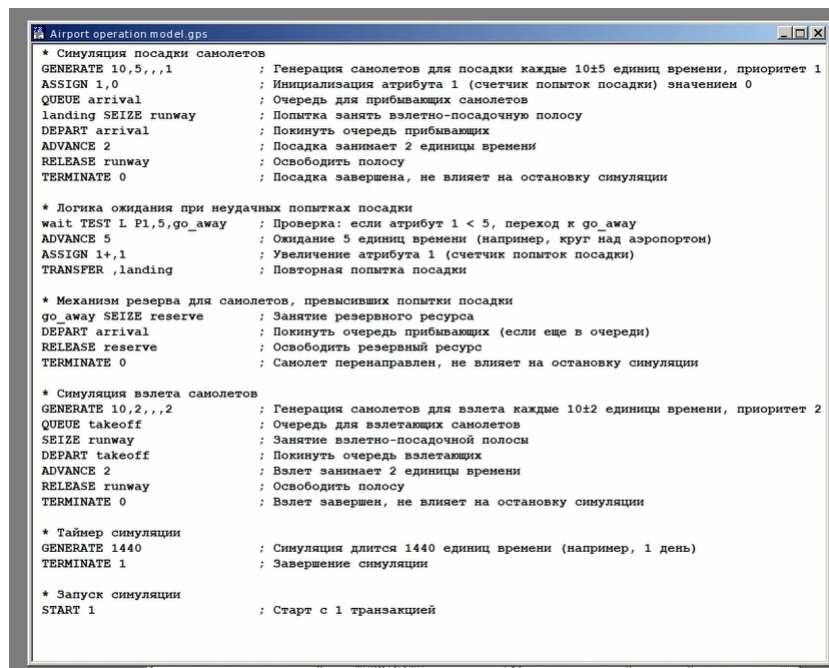 Airport operation model.gps
* Симуляция посадки самолетов
GENERATE 10,5,,,1 ; Генерация самолетов для посадки каждые 10±5 единиц времени, приоритет 1
ASSIGN 1,0 ; Инициализация атрибута 1 (счетчик попыток посадки) значением 0
QUEUE arrival ; Очередь для прибывающих самолетов
landing SEIZE runway ; Попытка занять взлетно-посадочную полосу
DEPART arrival ; Покинуть очередь прибывающих
ADVANCE 2 ; Посадка занимает 2 единицы времени
RELEASE runway ; Освободить полосу
TERMINATE 0 ; Посадка завершена, не влияет на остановку симуляции
* Логика ожидания при неудачных попытках посадки
wait TEST L P1,5,go_away ; Проверка: если атрибут 1 < 5, переход к go_away
ADVANCE 5 ; Ожидание 5 единиц времени (например, круг над аэропортом)
ASSIGN 1+,1 ; Увеличение атрибута 1 (счетчик попыток посадки)
TRANSFER ,landing ; Повторная попытка посадки
* Механизм резерва для самолетов, превысивших попытки посадки
go_away SEIZE reserve ; Занятие резервного ресурса
DEPART arrival ; Покинуть очередь прибывающих (если еще в очереди)
RELEASE reserve ; Освободить резервный ресурс
TERMINATE 0 ; Самолет перенаправлен, не влияет на остановку симуляции
* Симуляция взлета самолетов
GENERATE 10,2,,,2 ; Генерация самолетов для взлета каждые 10±2 единицы времени, приоритет 2
QUEUE takeoff ; Очередь для взлетающих самолетов
SEIZE runway ; Занятие взлетно-посадочной полосы
DEPART takeoff ; Покинуть очередь взлетающих
ADVANCE 2 ; Взлет занимает 2 единицы времени
RELEASE runway ; Освободить полосу
TERMINATE 0 ; Взлет завершен, не влияет на остановку симуляции
* Таймер симуляции
GENERATE 1440 ; Симуляция длится 1440 единиц времени (например, 1 день)
TERMINATE 1 ; Завершение симуляции
* Запуск симуляции
START 1 ; Старт с 1 транзакцией